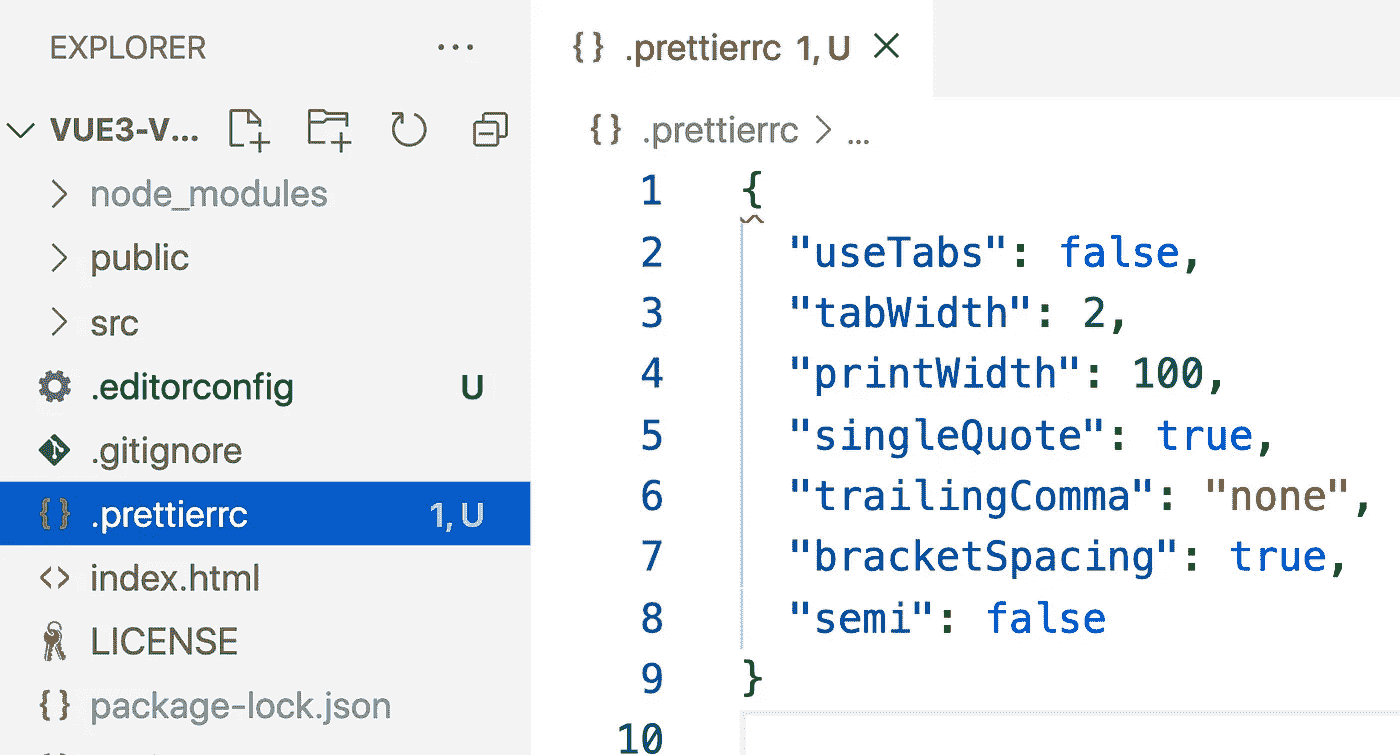 EXPLORER ...
VUE3-V...
node_modules
public
src
.editorconfig U
.gitignore
.prettierrc 1, U
index.html
LICENSE
package-lock.json
{ } .prettierrc 1, U
{ } .prettierrc > ...
1 {
2 "useTabs": false,
3 "tabWidth": 2,
4 "printWidth": 100,
5 "singleQuote": true,
6 "trailingComma": "none",
7 "bracketSpacing": true,
8 "semi": false
9 }
10